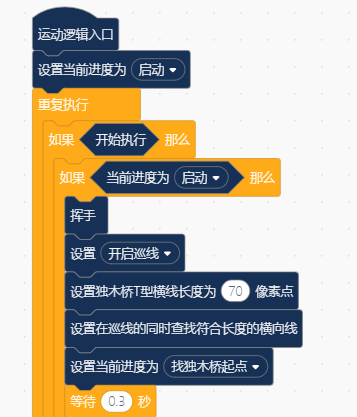 运动逻辑入口
设置当前进度为 启动
重复执行
如果 开始执行 那么
如果 当前进度为 启动 那么
挥手
设置 开启巡线
设置独木桥T型横线长度为 70 像素点
设置在巡线的同时查找符合长度的横向线
设置当前进度为 找独木桥起点
等待 0.3 秒